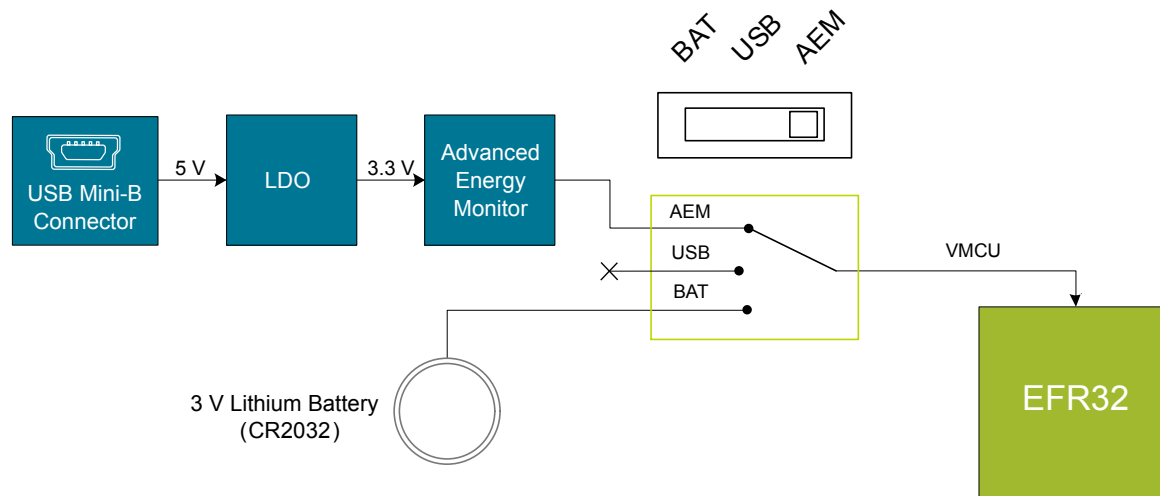 BAT
USB
AEM
USB Mini-B
Connector
5 V
LDO
3.3 V
Advanced
Energy
Monitor
AEM
USB
BAT
VMCU
3 V Lithium Battery
(CR2032)
EFR32